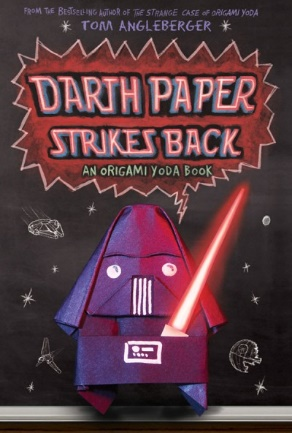 FROM THE BESTSELLING AUTHOR OF THE STRANGE CASE OF ORIGAMI YODA
TOM ANGLEBERGER
DARTH PAPER
STRIKES BACK
AN ORIGAMI YODA BOOK